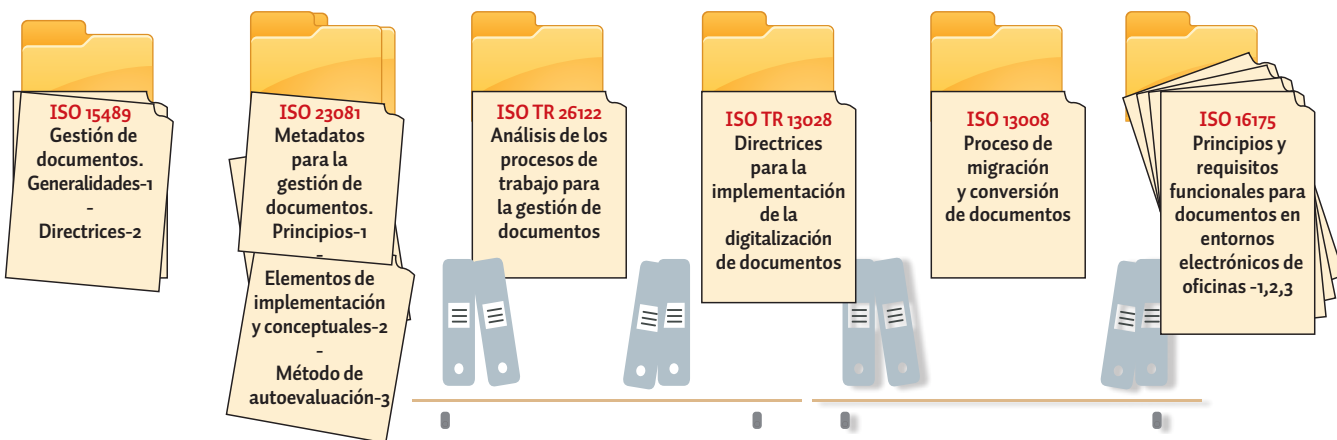 ISO 15489
Gestión de
documentos.
Generalidades-1
-
Directrices-2
ISO 23081
Metadatos
para la
gestión de
documentos.
Principios-1
-
Elementos de
implementación
y conceptuales-2
-
Método de
autoevaluación-3
ISO TR 26122
Análisis de los
procesos de
trabajo para
la gestión de
documentos
ISO TR 13028
Directrices
para la
implementación
de la
digitalización
de documentos
ISO 13008
Proceso de
migración
y conversión
de documentos
ISO 16175
Principios y
requisitos
funcionales para
documentos en
entornos
electrónicos de
oficinas -1,2,3